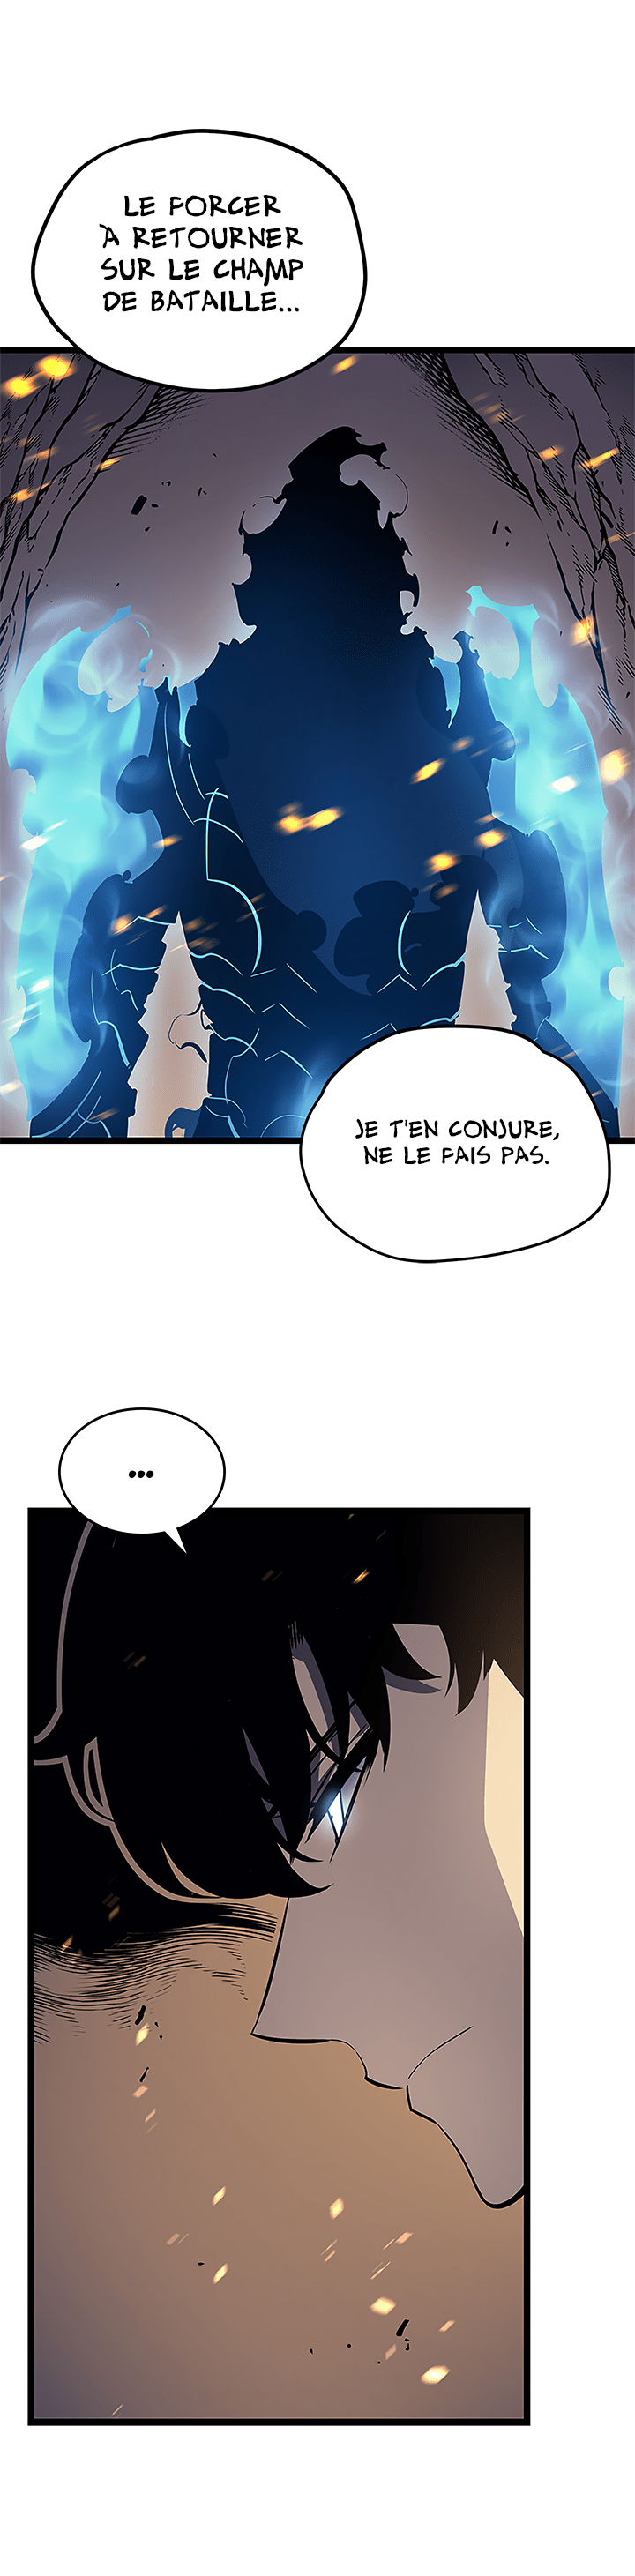 LE FORCER
À RETOURNER
SUR LE CHAMP
DE BATAILLE...
JE T'EN CONJURE,
NE LE FAIS PAS.
...